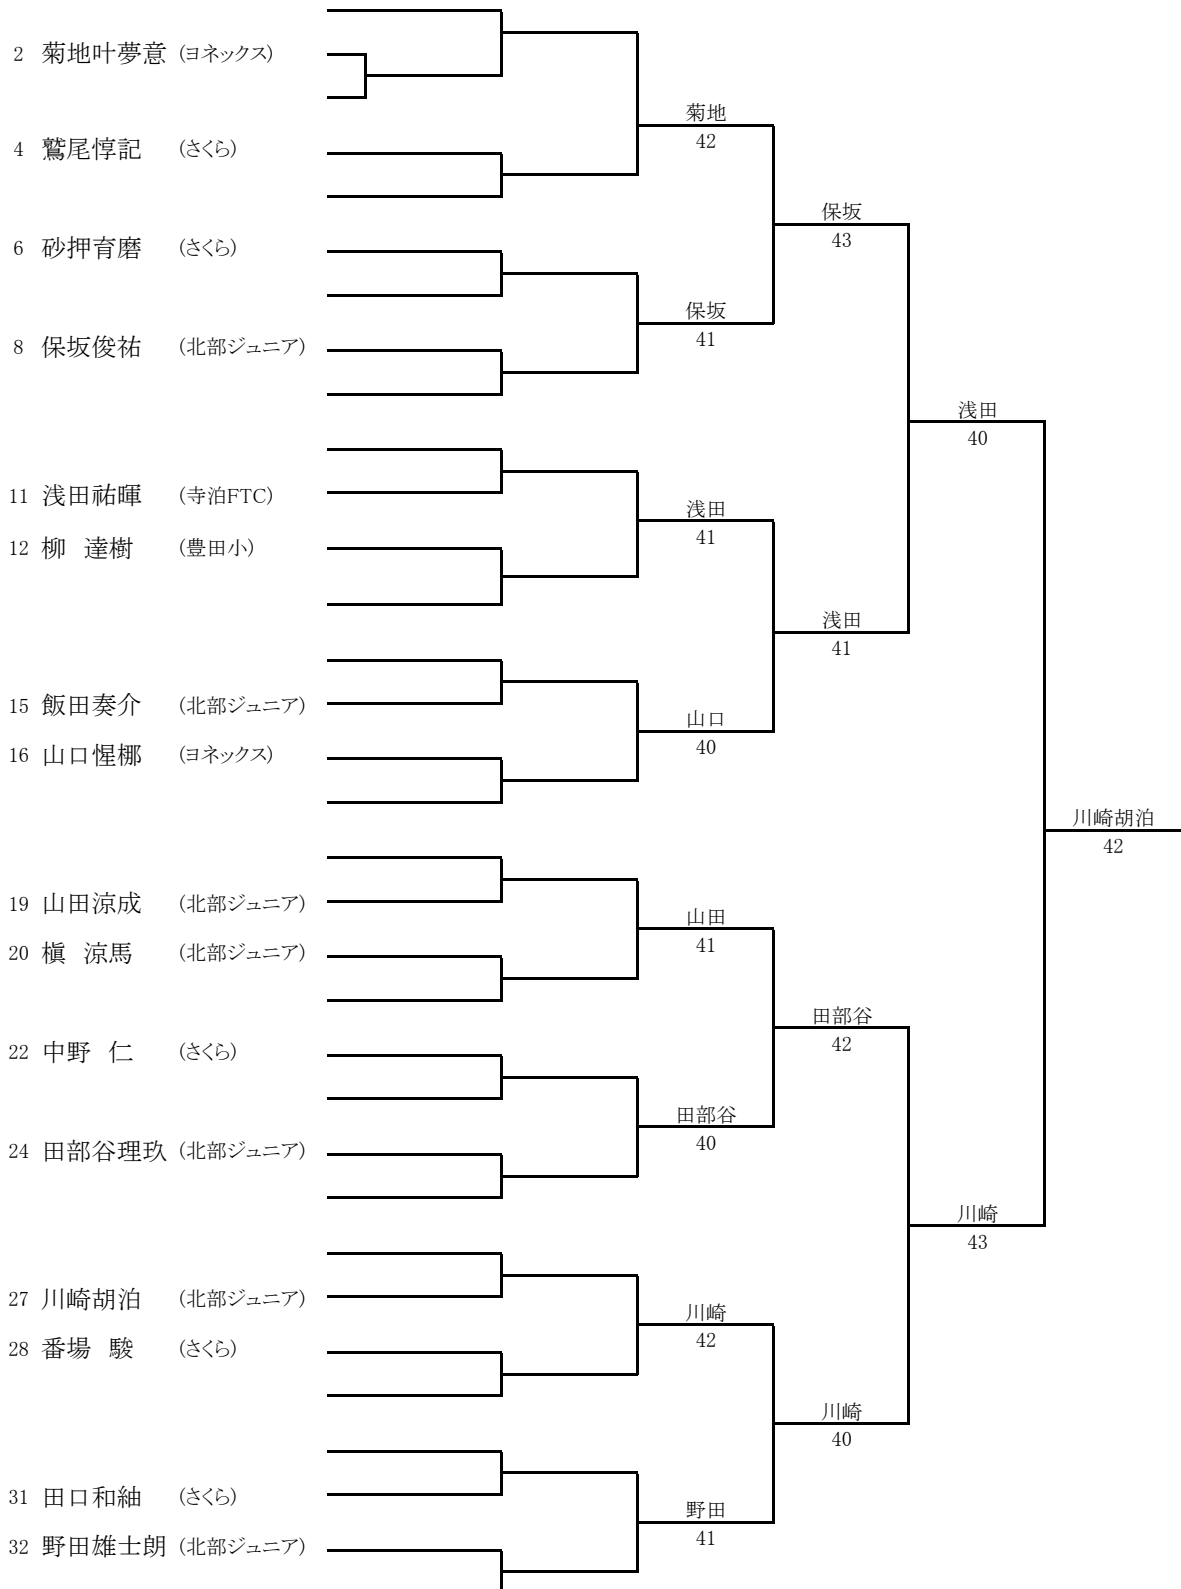 2 菊地叶夢意 (ヨネックス)
菊地
42
4 鷲尾惇記 (さくら)
保坂
43
6 砂押育磨 (さくら)
保坂
41
8 保坂俊祐 (北部ジュニア)
浅田
40
11 浅田祐暉 (寺泊FTC)
浅田
41
12 柳 達樹 (豊田小)
浅田
41
15 飯田奏介 (北部ジュニア)
山口
40
16 山口惺梛 (ヨネックス)
川崎胡泊
42
19 山田涼成 (北部ジュニア)
山田
41
20 槇 涼馬 (北部ジュニア)
田部谷
42
22 中野 仁 (さくら)
田部谷
40
24 田部谷理玖 (北部ジュニア)
川崎
43
27 川崎胡泊 (北部ジュニア)
川崎
42
28 番場 駿 (さくら)
川崎
40
31 田口和紬 (さくら)
野田
41
32 野田雄士朗 (北部ジュニア)